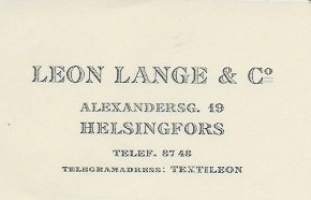 LEON LANGE & Cº
ALEXANDERSG. 19
HELSINGFORS
TELEF. 87 48
TELEGRAMADRESS: TEXTILEON